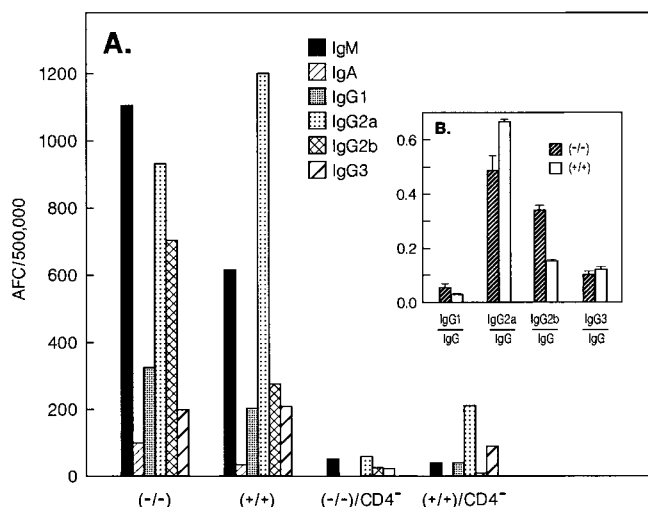 A.
IgM
IgA
IgG1
IgG2a
IgG2b
IgG3
AFC/500,000
1200
1000
800
600
400
200
0
(-/-) (+/+) (-/-)/CD4⁻ (+/+)/CD4⁻
B.
(-/-)
(+/+)
0.6
0.4
0.2
0.0
IgG1 IgG2a IgG2b IgG3
IgG IgG IgG IgG